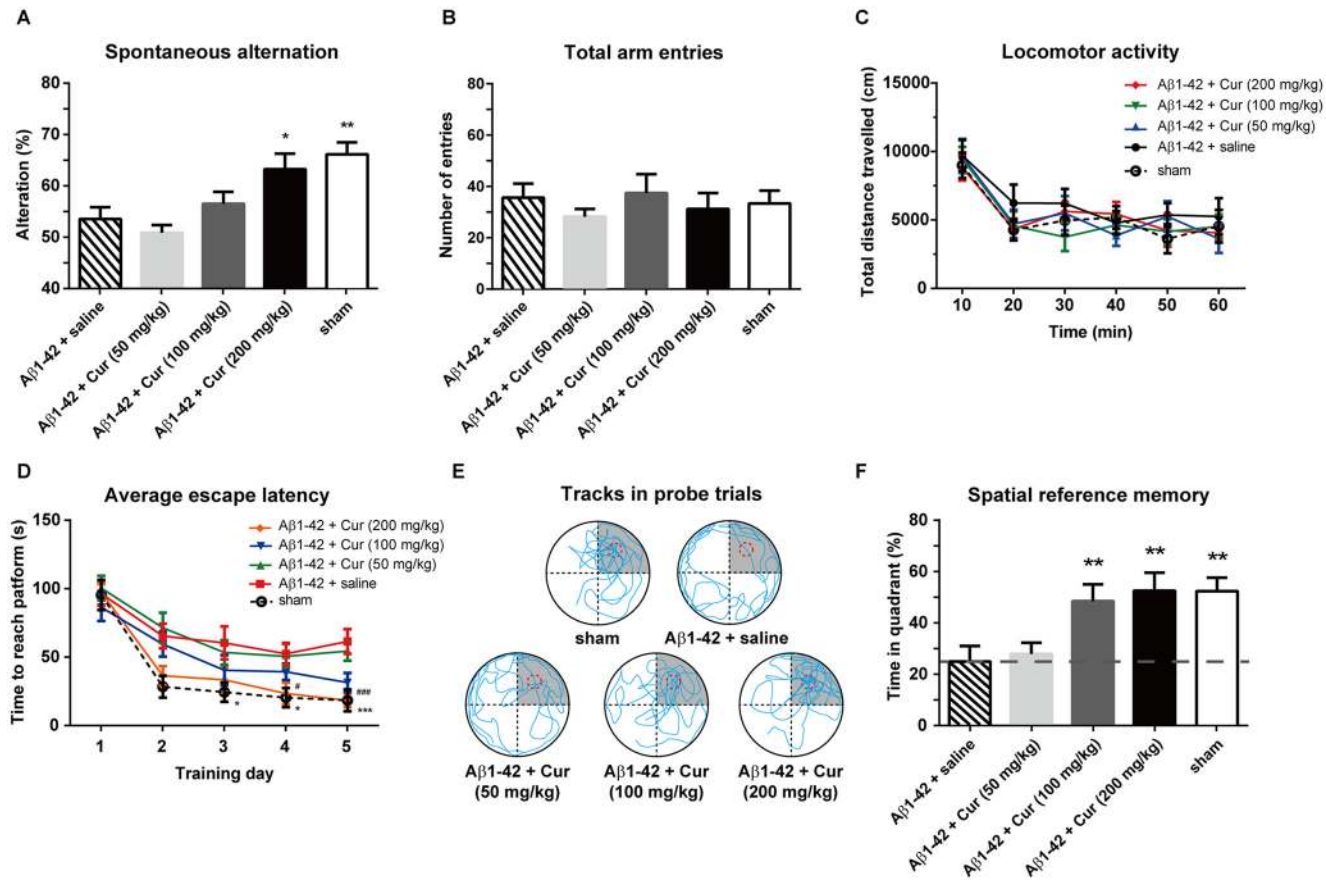 A
Spontaneous alternation
Alteration (%)
80
70
60
50
40
*
**
Aβ1-42 + saline
Aβ1-42 + Cur (50 mg/kg)
Aβ1-42 + Cur (100 mg/kg)
Aβ1-42 + Cur (200 mg/kg)
sham
B
Total arm entries
Number of entries
80
60
40
20
0
Aβ1-42 + saline
Aβ1-42 + Cur (50 mg/kg)
Aβ1-42 + Cur (100 mg/kg)
Aβ1-42 + Cur (200 mg/kg)
sham
C
Locomotor activity
Total distance travelled (cm)
15000
10000
5000
0
Aβ1-42 + Cur (200 mg/kg)
Aβ1-42 + Cur (100 mg/kg)
Aβ1-42 + Cur (50 mg/kg)
Aβ1-42 + saline
sham
10 20 30 40 50 60
Time (min)
D
Average escape latency
Time to reach patform (s)
150
100
50
0
Aβ1-42 + Cur (200 mg/kg)
Aβ1-42 + Cur (100 mg/kg)
Aβ1-42 + Cur (50 mg/kg)
Aβ1-42 + saline
sham
# ###
* * ***
1 2 3 4 5
Training day
E
Tracks in probe trials
sham
Aβ1-42 + saline
Aβ1-42 + Cur
(50 mg/kg)
Aβ1-42 + Cur
(100 mg/kg)
Aβ1-42 + Cur
(200 mg/kg)
F
Spatial reference memory
Time in quadrant (%)
80
60
40
20
0
** ** **
Aβ1-42 + saline
Aβ1-42 + Cur (50 mg/kg)
Aβ1-42 + Cur (100 mg/kg)
Aβ1-42 + Cur (200 mg/kg)
sham